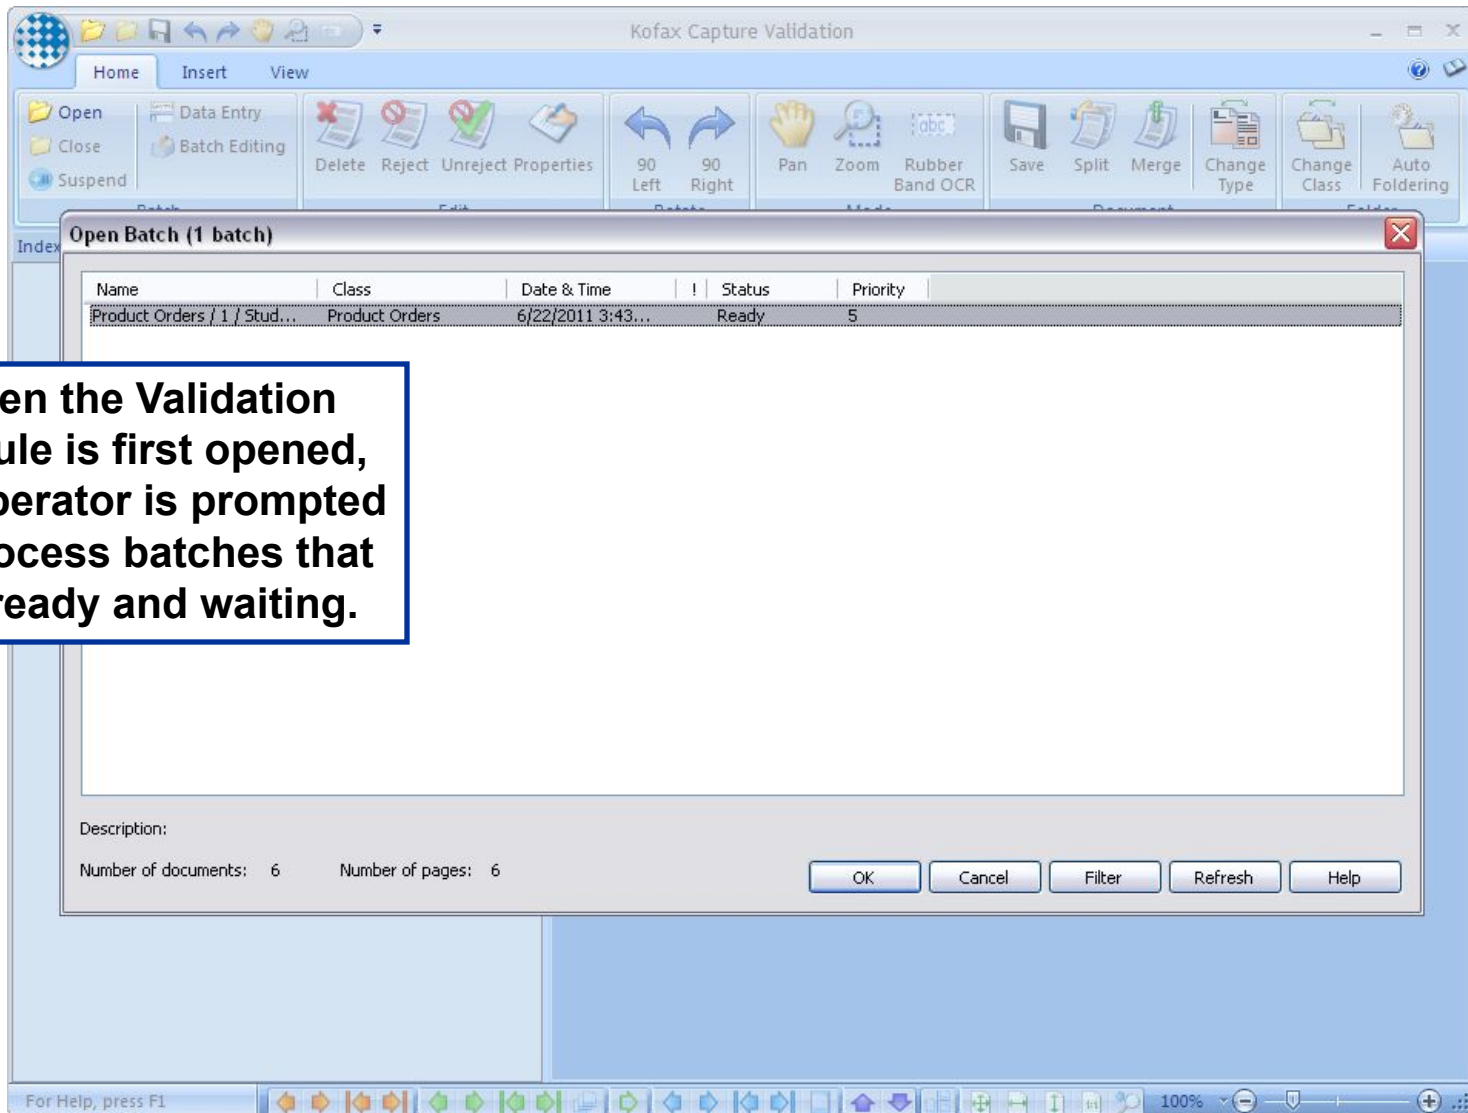 Kofax Capture Validation
Home Insert View
Open Data Entry
Close Batch Editing
Suspend
Delete Reject Unreject Properties
90 Left 90 Right
Pan Zoom Rubber Band OCR
abc
Save Split Merge Change Type
Change Class Auto Foldering
Index
Open Batch (1 batch)
Name Class Date & Time ! Status Priority
Product Orders / 1 / Stud... Product Orders 6/22/2011 3:43... Ready 5
en the Validation
ule is first opened,
perator is prompted
ocess batches that
ready and waiting.
Description:
Number of documents: 6 Number of pages: 6
OK Cancel Filter Refresh Help
For Help, press F1 100%